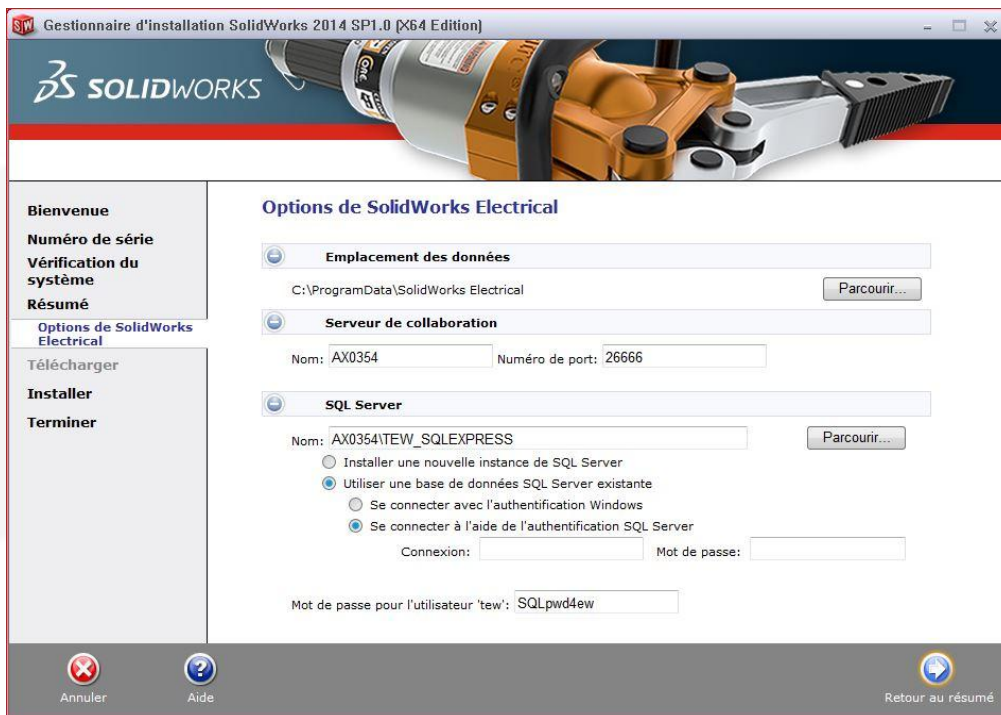 Gestionnaire d'installation SolidWorks 2014 SP1.0 (X64 Edition)
SOLIDWORKS
Bienvenue
Numéro de série
Vérification du
système
Résumé
Options de SolidWorks
Electrical
Télécharger
Installer
Terminer
Options de SolidWorks Electrical
Emplacement des données
C:\ProgramData\SolidWorks Electrical Parcourir...
Serveur de collaboration
Nom: AX0354 Numéro de port: 26666
SQL Server
Nom: AX0354\TEW_SQLEXPRESS Parcourir...
Installer une nouvelle instance de SQL Server
Utiliser une base de données SQL Server existante
Se connecter avec l'authentification Windows
Se connecter à l'aide de l'authentification SQL Server
Connexion: Mot de passe:
Mot de passe pour l'utilisateur 'tew': SQLpwd4ew
Annuler Aide Retour au résumé